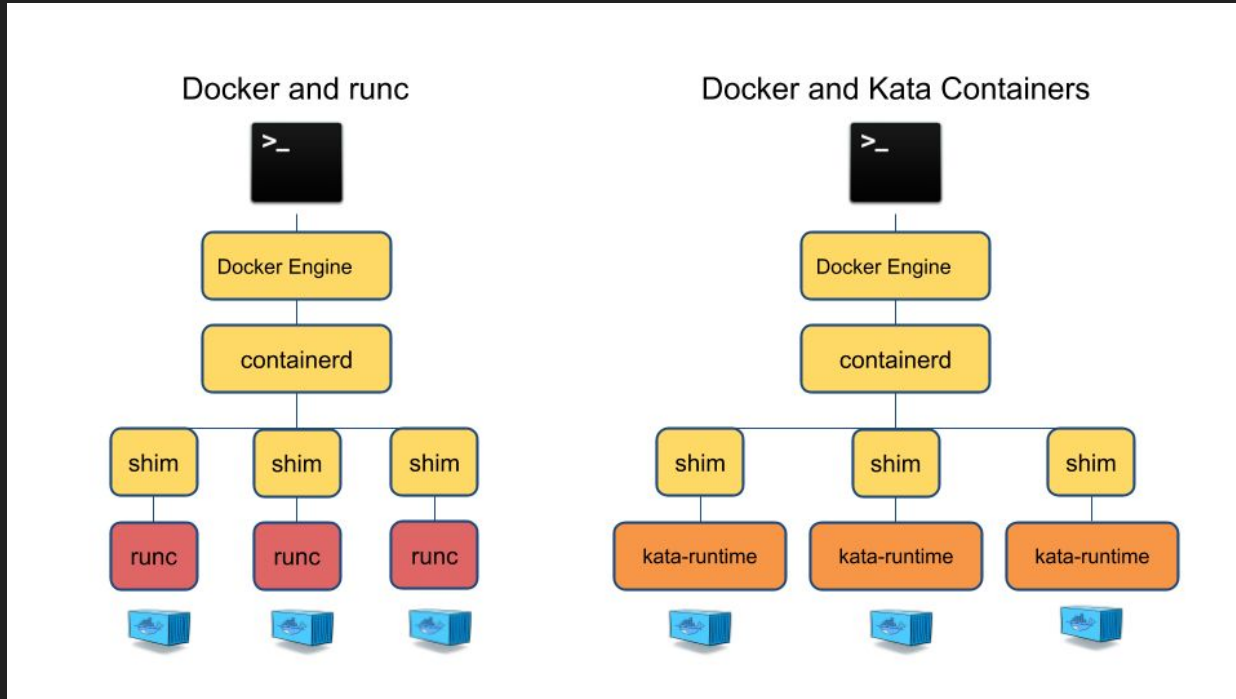 Docker and runc
Docker and Kata Containers
>_
>_
Docker Engine
Docker Engine
containerd
containerd
shim
shim
shim
shim
shim
shim
runc
runc
runc
kata-runtime
kata-runtime
kata-runtime